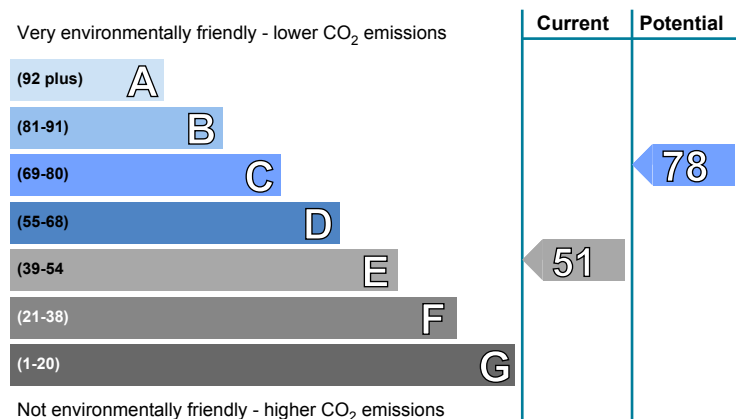 Current Potential
Very environmentally friendly - lower CO2 emissions
(92 plus) A
(81-91) B
(69-80) C
78
(55-68) D
(39-54 E
51
(21-38) F
(1-20) G
Not environmentally friendly - higher CO2 emissions